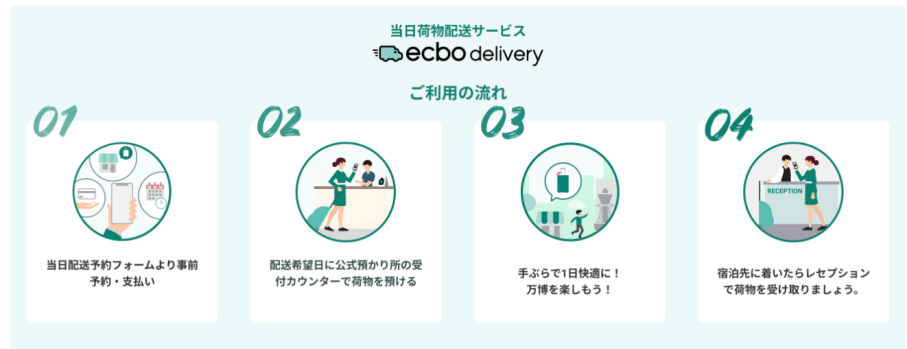 当日荷物配送サービス
ecbo delivery
ご利用の流れ
01
当日配送予約フォームより事前
予約・支払い
02
配送希望日に公式預かり所の受
付カウンターで荷物を預ける
03
手ぶらで1日快適に！
万博を楽しもう！
04
RECEPTION
宿泊先に着いたらレセプション
で荷物を受け取りましょう。